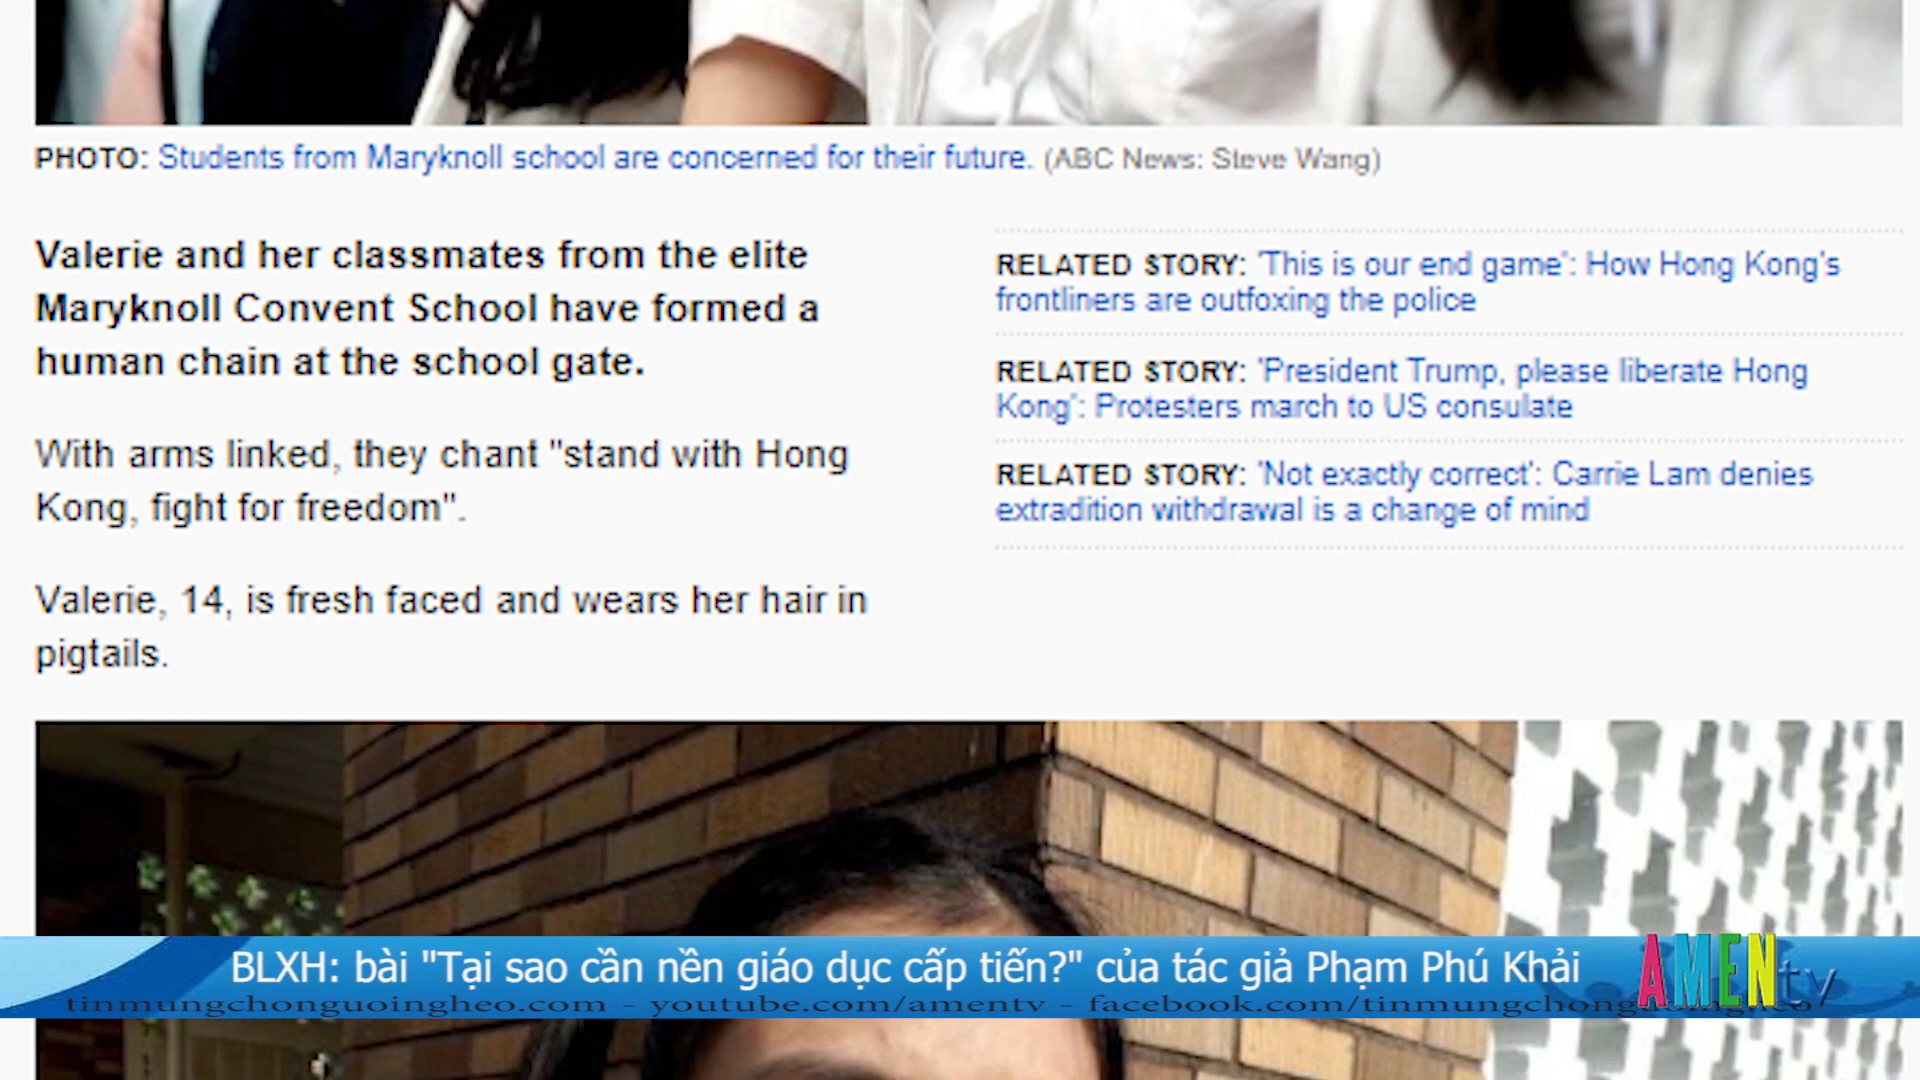 PHOTO: Students from Maryknoll school are concerned for their future. (ABC News: Steve Wang)
Valerie and her classmates from the elite
Maryknoll Convent School have formed a
human chain at the school gate.
With arms linked, they chant "stand with Hong
Kong, fight for freedom".
Valerie, 14, is fresh faced and wears her hair in
pigtails.
RELATED STORY: 'This is our end game': How Hong Kong's
frontliners are outfoxing the police
RELATED STORY: 'President Trump, please liberate Hong
Kong': Protesters march to US consulate
RELATED STORY: 'Not exactly correct': Carrie Lam denies
extradition withdrawal is a change of mind
BLXH: bài "Tại sao cần nền giáo dục cấp tiến?" của tác giả Phạm Phú Khải
AMENtv
tinmungchonguoingheo.com - youtube.com/amentv - facebook.com/tinmungchonguoingheo